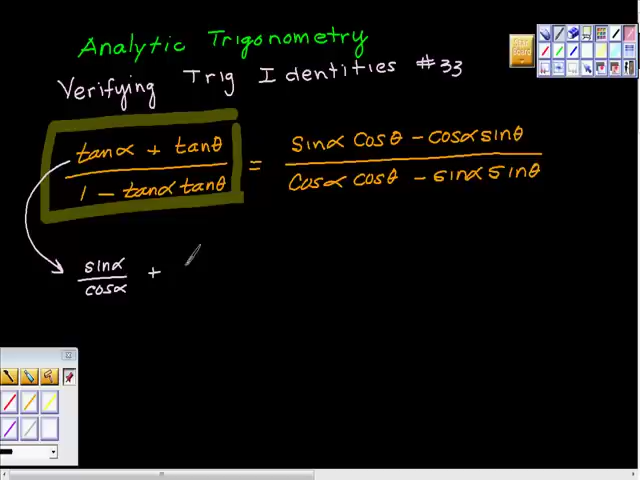 Analytic Trigonometry
Verifying Trig Identities #33
tanα + tanθ
1 - tanα tanθ
=
sinα cosθ - cosα sinθ
cosα cosθ - sinα sinθ
sinα
cosα
+